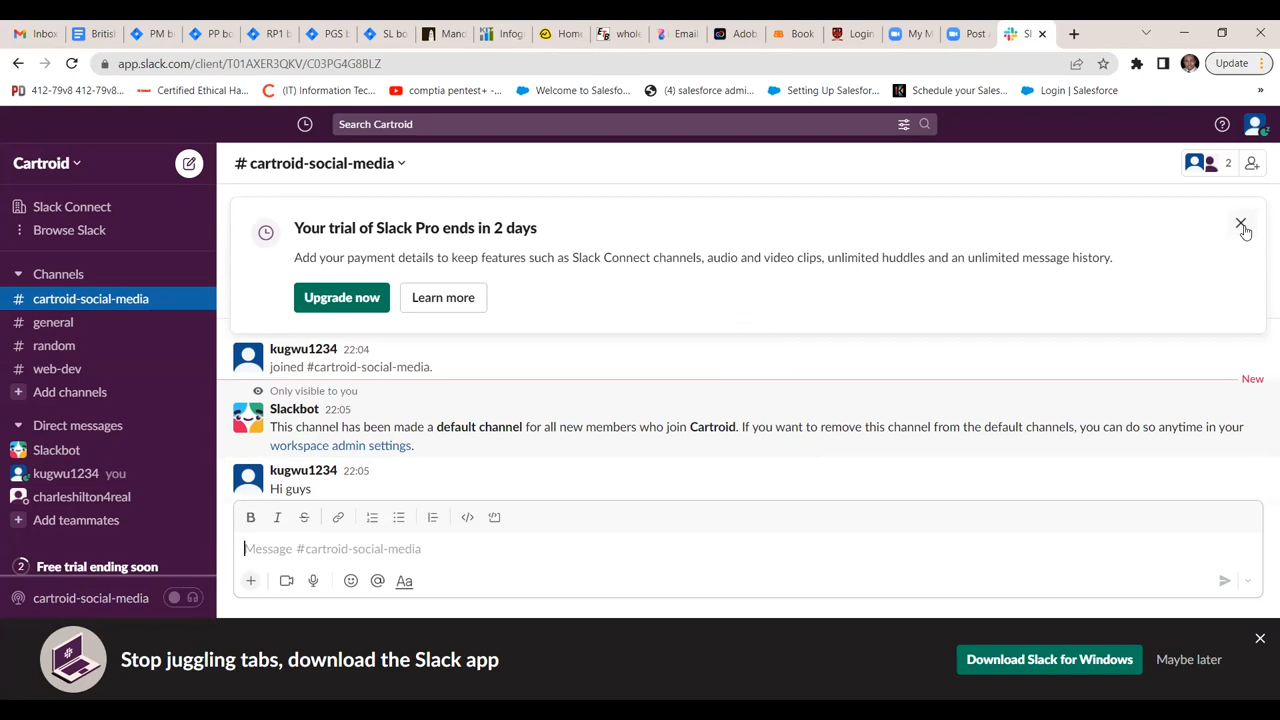 Inbox
British
PM b
PP bo
RP1 b
PGS b
SL bo
Mand
Infog
Home
whole
Email
Adob
Book
Login
My M
Post A
Sl
app.slack.com/client/T01AXER3QKV/C03PG4G8BLZ
Update
PD 412-79v8 412-79v8...
Certified Ethical Ha...
(IT) Information Tec...
comptia pentest+ -...
Welcome to Salesfo...
(4) salesforce admi...
Setting Up Salesfor...
Schedule your Sales...
Login | Salesforce
»
Search Cartroid
Cartroid
# cartroid-social-media
2
Slack Connect
Browse Slack
Channels
# cartroid-social-media
# general
# random
# web-dev
Add channels
Direct messages
Slackbot
kugwu1234 you
charleshilton4real
Add teammates
2 Free trial ending soon
cartroid-social-media
Your trial of Slack Pro ends in 2 days
Add your payment details to keep features such as Slack Connect channels, audio and video clips, unlimited huddles and an unlimited message history.
Upgrade now
Learn more
kugwu1234 22:04
joined #cartroid-social-media.
New
Only visible to you
Slackbot 22:05
This channel has been made a default channel for all new members who join Cartroid. If you want to remove this channel from the default channels, you can do so anytime in your
workspace admin settings.
kugwu1234 22:05
Hi guys
Message #cartroid-social-media
Aa
Stop juggling tabs, download the Slack app
Download Slack for Windows
Maybe later